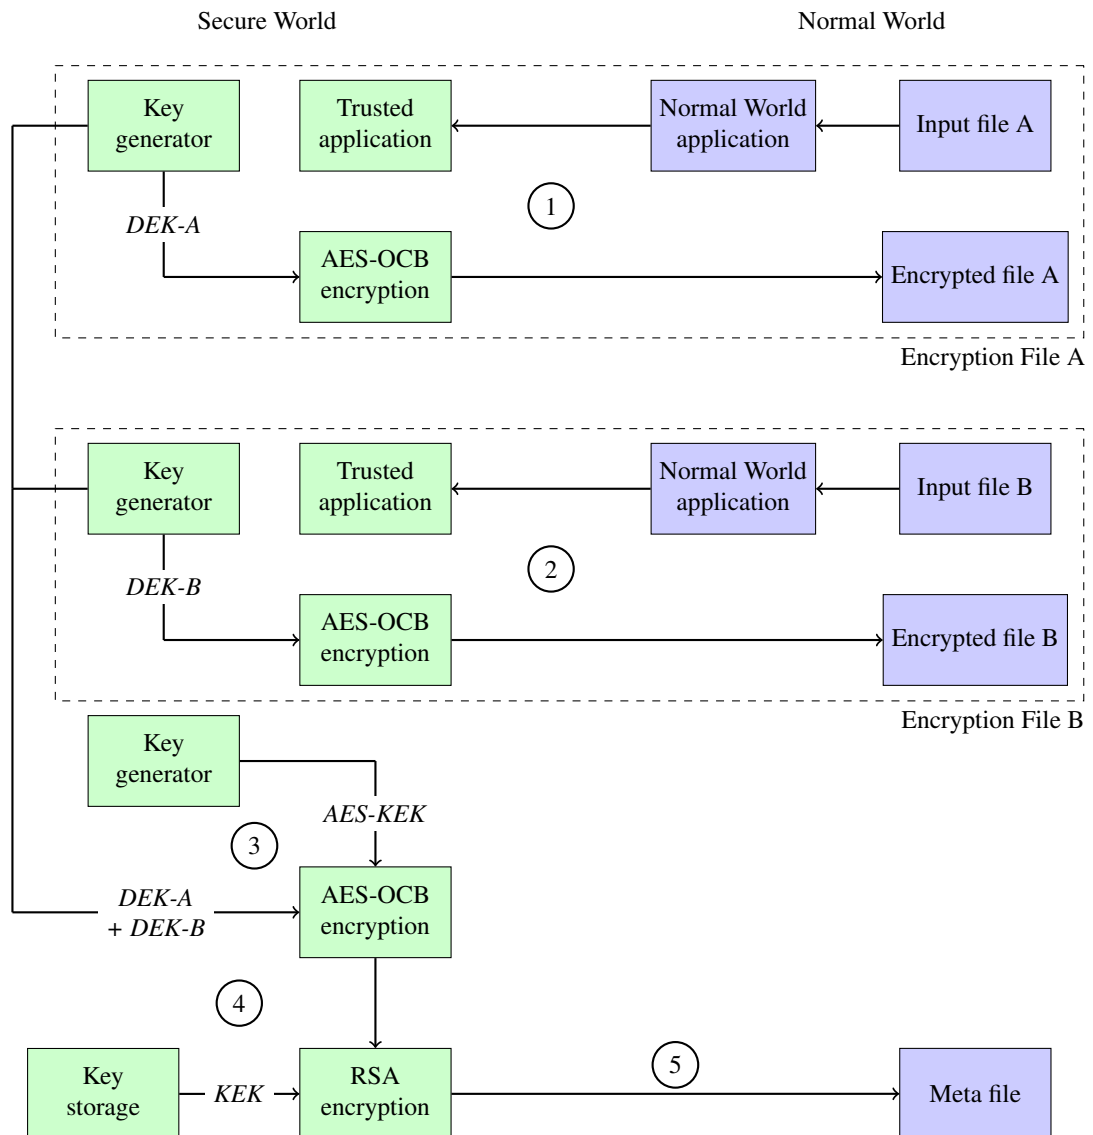 Secure World
Normal World
Key
generator
Trusted
application
Normal World
application
Input file A
1
DEK-A
AES-OCB
encryption
Encrypted file A
Encryption File A
Key
generator
Trusted
application
Normal World
application
Input file B
2
DEK-B
AES-OCB
encryption
Encrypted file B
Encryption File B
Key
generator
AES-KEK
3
DEK-A
+ DEK-B
AES-OCB
encryption
4
Key
storage
KEK
RSA
encryption
5
Meta file